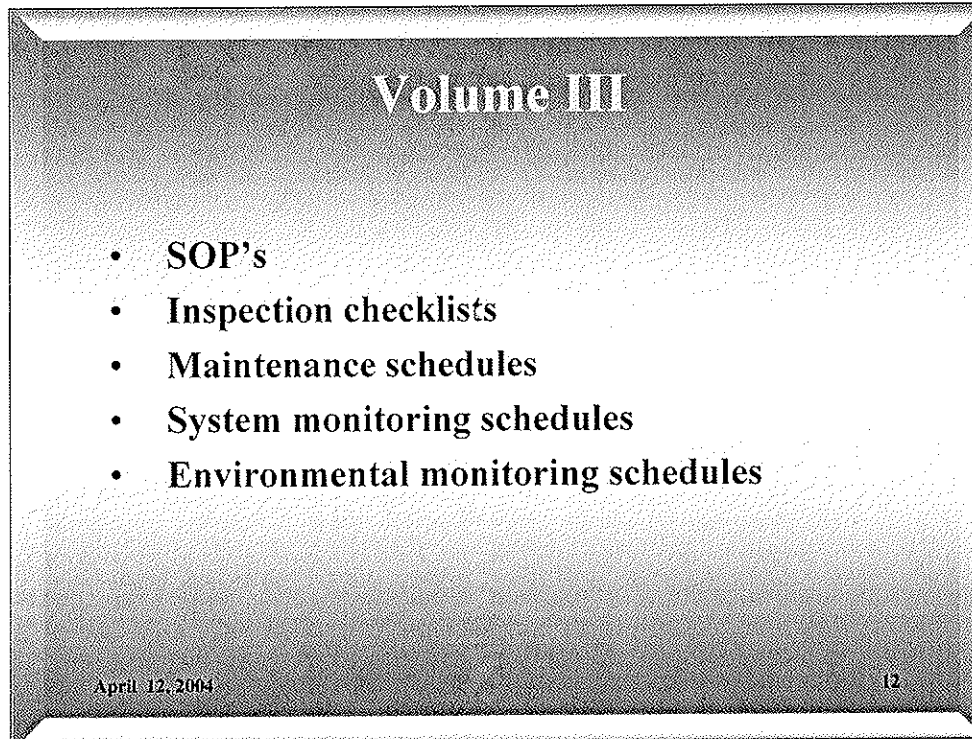 Volume III
• SOP's
• Inspection checklists
• Maintenance schedules
• System monitoring schedules
• Environmental monitoring schedules
April 12, 2004
12